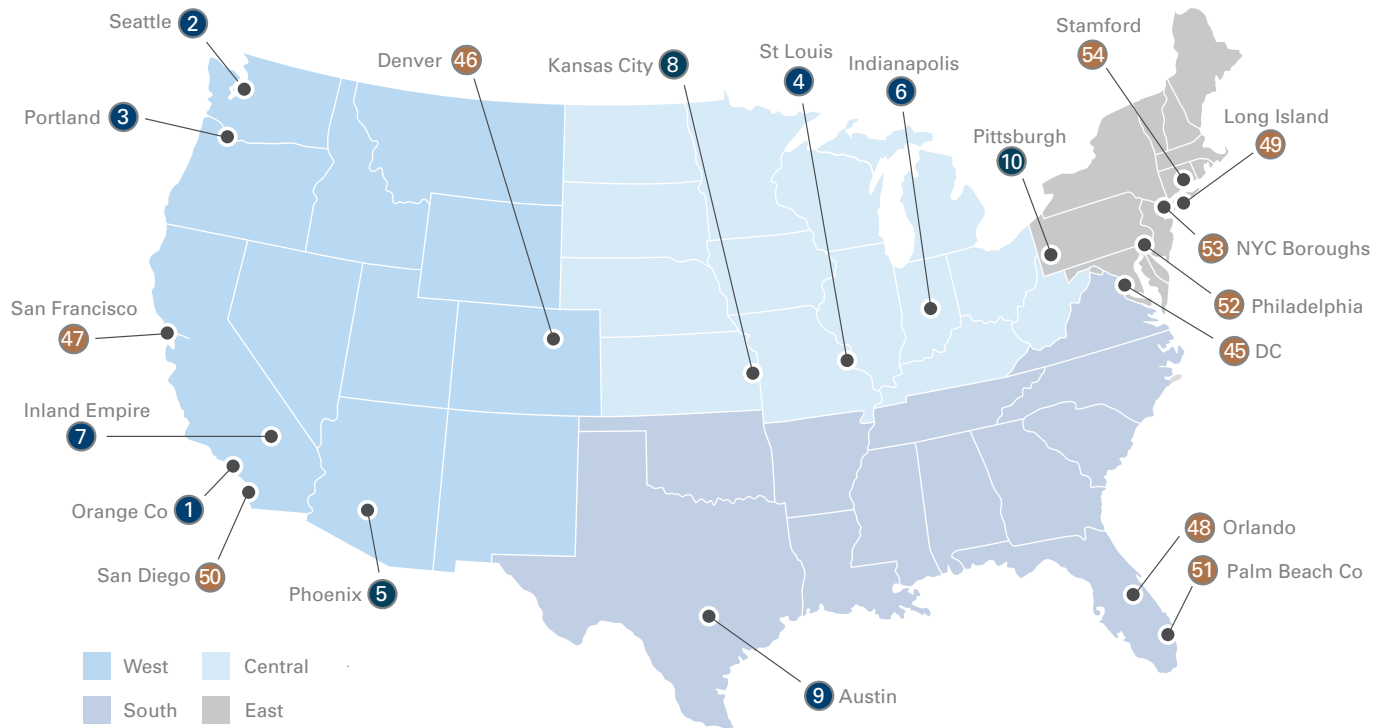 Seattle 2
Portland 3
Denver 46
Kansas City 8
St Louis
4
Indianapolis
6
Stamford
54
Long Island
49
Pittsburgh
10
53 NYC Boroughs
52 Philadelphia
45 DC
San Francisco
47
Inland Empire
7
Orange Co 1
San Diego 50
Phoenix 5
48 Orlando
51 Palm Beach Co
9 Austin
West
Central
South
East